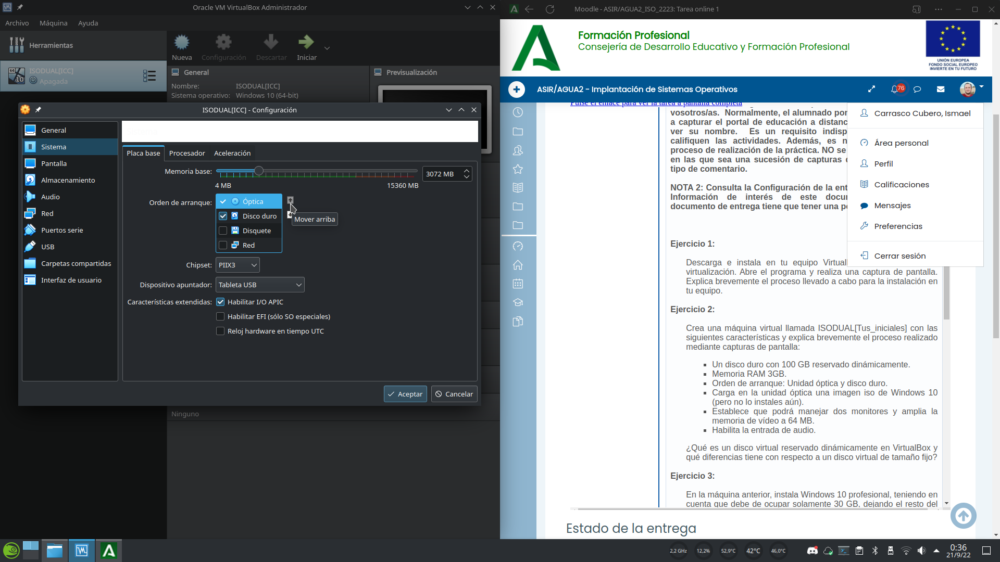 Oracle VM VirtualBox Administrador
Archivo Máquina Ayuda
Herramientas
Nueva Configuración Descartar Iniciar
64
10
ISODUAL[ICC]
Apagada
General
Nombre: ISODUAL[ICC]
Sistema operativo: Windows 10 (64-bit)
Previsualización
ISODUAL[ICC] - Configuración
General
Sistema
Pantalla
Almacenamiento
Audio
Red
Puertos serie
USB
Carpetas compartidas
Interfaz de usuario
Placa base Procesador Aceleración
Memoria base: 3072 MB
4 MB 15360 MB
Orden de arranque: Óptica
Disco duro
Disquete
Red
Mover arriba
Chipset: PIIX3
Dispositivo apuntador: Tableta USB
Características extendidas: Habilitar I/O APIC
Habilitar EFI (sólo SO especiales)
Reloj hardware en tiempo UTC
Aceptar Cancelar
Ninguno
Moodle - ASIR/AGUA2_ISO_2223: Tarea online 1
Formación Profesional
Consejería de Desarrollo Educativo y Formación Profesional
UNIÓN EUROPEA
FONDO SOCIAL EUROPEO
INVIERTE EN TU FUTURO
ASIR/AGUA2 - Implantación de Sistemas Operativos
76
Pulse el enlace para ver la tarea a pantalla completa
vosotros/as. Normalmente, el alumnado por
a capturar el portal de educación a distanc
ver su nombre. Es un requisito indisp
califiquen las actividades. Además, es n
proceso de realización de la práctica. NO se
en las que sea una sucesión de capturas d
tipo de comentario.
NOTA 2: Consulta la Configuración de la ent
Información de interés de este docu
documento de entrega tiene que tener una po
Carrasco Cubero, Ismael
Área personal
Perfil
Calificaciones
Mensajes
Preferencias
Cerrar sesión
Ejercicio 1:
Descarga e instala en tu equipo Virtuall
virtualización. Abre el programa y realiza una captura de pantalla.
Explica brevemente el proceso llevado a cabo para la instalación en
tu equipo.
Ejercicio 2:
Crea una máquina virtual llamada ISODUAL[Tus_iniciales] con las
siguientes características y explica brevemente el proceso realizado
mediante capturas de pantalla:
Un disco duro con 100 GB reservado dinámicamente.
Memoria RAM 3GB.
Orden de arranque: Unidad óptica y disco duro.
Carga en la unidad óptica una imagen iso de Windows 10
(pero no lo instales aún).
Establece que podrá manejar dos monitores y amplia la
memoria de vídeo a 64 MB.
Habilita la entrada de audio.
¿Qué es un disco virtual reservado dinámicamente en VirtualBox y
qué diferencias tiene con respecto a un disco virtual de tamaño fijo?
Ejercicio 3:
En la máquina anterior, instala Windows 10 profesional, teniendo en
cuenta que debe de ocupar solamente 30 GB, dejando el resto del
Estado de la entrega
2,2 GHz 12,2% 52,9°C 42°C 46,0°C
0:36
21/9/22